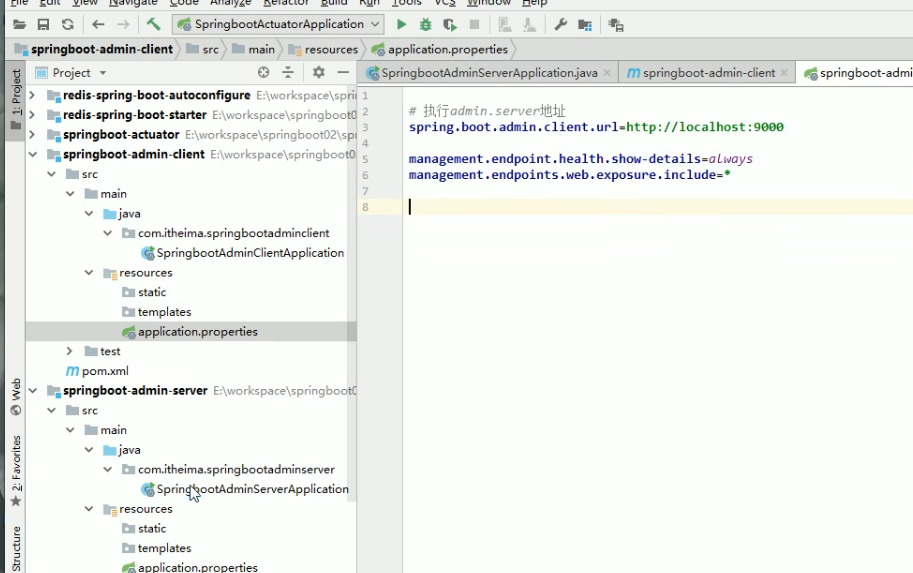 File Edit View Navigate Code Analyze Refactor Build Run Tools VCS Window Help
SpringbootActuatorApplication
springboot-admin-client src main resources application.properties
Project
SpringbootAdminServerApplication.java
springboot-admin-client
springboot-admi
1: Project
Web
2: Favorites
Structure
redis-spring-boot-autoconfigure E:\workspace\spri
redis-spring-boot-starter E:\workspace\springboot
springboot-actuator E:\workspace\springboot02\sp
springboot-admin-client E:\workspace\springboot0
src
main
java
com.itheima.springbootadminclient
SpringbootAdminClientApplication
resources
static
templates
application.properties
test
pom.xml
springboot-admin-server E:\workspace\springboot0
src
main
java
com.itheima.springbootadminserver
SpringbootAdminServerApplication
resources
static
templates
application.properties
1
2 # 执行admin.server地址
3 spring.boot.admin.client.url=http://localhost:9000
4
5 management.endpoint.health.show-details=always
6 management.endpoints.web.exposure.include=*
7
8